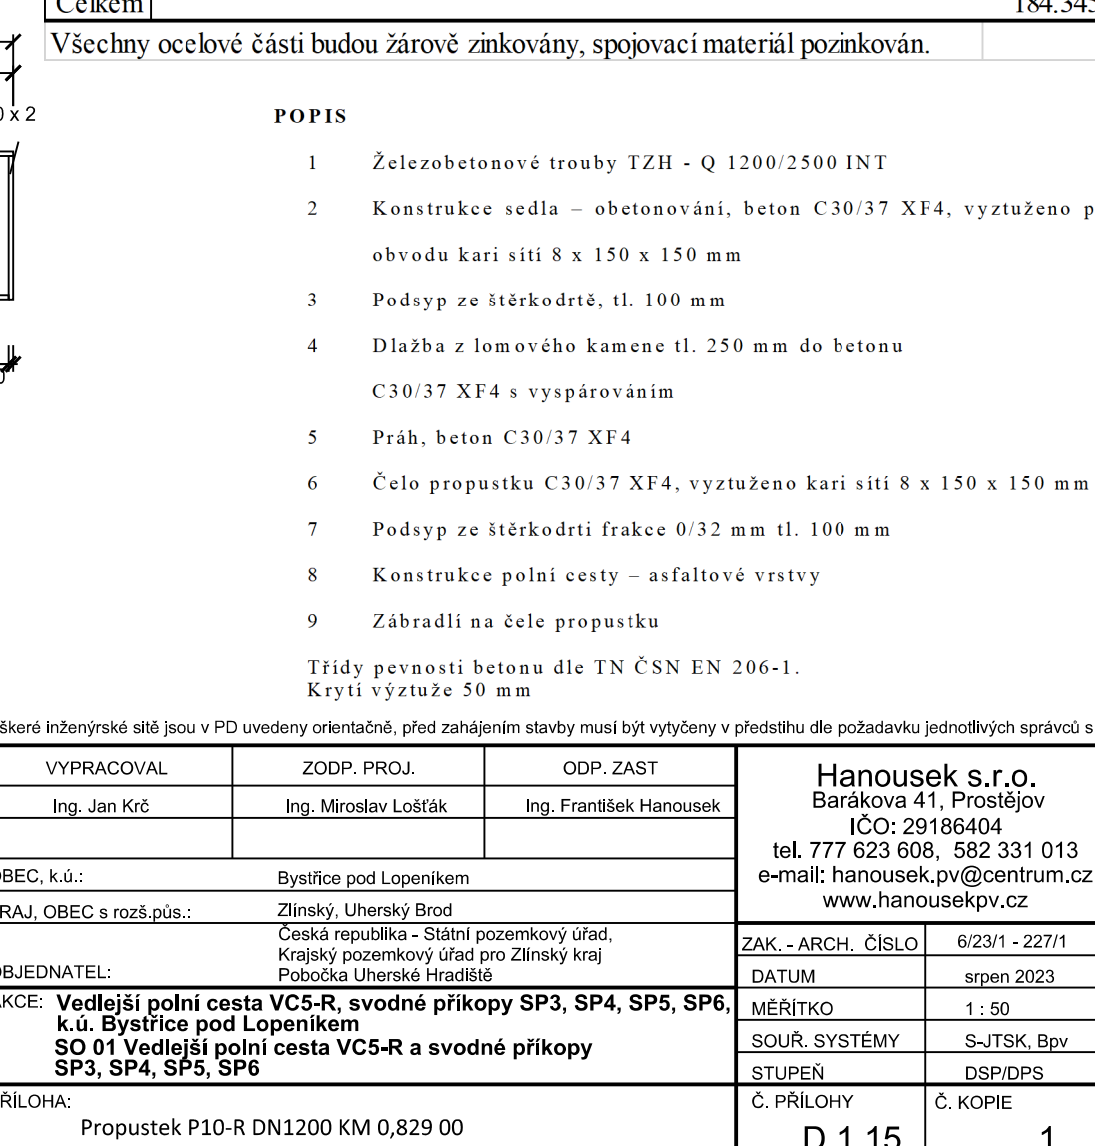 Celkem 184.345
Všechny ocelové části budou žárově zinkovány, spojovací materiál pozinkován.
0 x 2
POPIS
1 Železobetonové trouby TZH - Q 1200/2500 INT
2 Konstrukce sedla – obetonování, beton C30/37 XF4, vyztuženo p
obvodu kari sítí 8 x 150 x 150 mm
3 Podsyp ze štěrkodrtě, tl. 100 mm
4 Dlažba z lomového kamene tl. 250 mm do betonu
C30/37 XF4 s vyspárováním
5 Práh, beton C30/37 XF4
6 Čelo propustku C30/37 XF4, vyztuženo kari sítí 8 x 150 x 150 mm
7 Podsyp ze štěrkodrti frakce 0/32 mm tl. 100 mm
8 Konstrukce polní cesty – asfaltové vrstvy
9 Zábradlí na čele propustku
Třídy pevnosti betonu dle TN ČSN EN 206-1.
Krytí výztuže 50 mm
škeré inženýrské sitě jsou v PD uvedeny orientačně, před zahájením stavby musí být vytyčeny v předstihu dle požadavku jednotlivých správců s
VYPRACOVAL ZODP. PROJ. ODP. ZAST
Ing. Jan Krč Ing. Miroslav Lošťák Ing. František Hanousek
Hanousek s.r.o.
Barákova 41, Prostějov
IČO: 29186404
tel. 777 623 608, 582 331 013
e-mail: hanousek.pv@centrum.cz
www.hanousekpv.cz
OBEC, k.ú.: Bystřice pod Lopeníkem
RAJ, OBEC s rozš.půs.: Zlínský, Uherský Brod
Česká republika - Státní pozemkový úřad,
Krajský pozemkový úřad pro Zlínský kraj
OBJEDNATEL: Pobočka Uherské Hradiště
ZAK. - ARCH. ČÍSLO 6/23/1 - 227/1
DATUM srpen 2023
MĚŘÍTKO 1 : 50
SOUŘ. SYSTÉMY S-JTSK, Bpv
STUPEŇ DSP/DPS
AKCE: Vedlejší polní cesta VC5-R, svodné příkopy SP3, SP4, SP5, SP6,
k.ú. Bystřice pod Lopeníkem
SO 01 Vedlejší polní cesta VC5-R a svodné příkopy
SP3, SP4, SP5, SP6
ŘÍLOHA:
Propustek P10-R DN1200 KM 0,829 00
Č. PŘÍLOHY Č. KOPIE
D.1.15 1